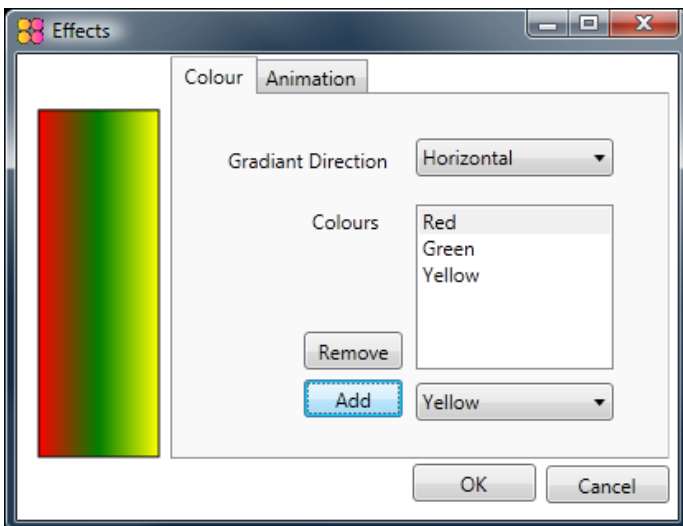 Effects
Colour Animation
Gradiant Direction Horizontal
Colours
Red
Green
Yellow
Remove
Add Yellow
OK Cancel